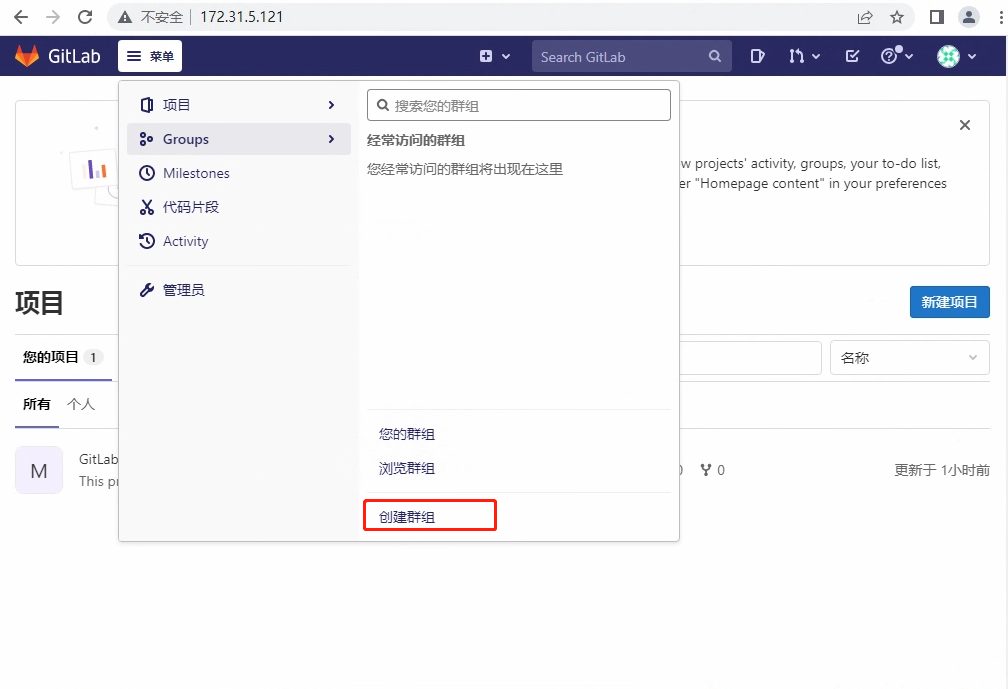 不安全 172.31.5.121
GitLab 菜单 Search GitLab
项目
Groups
Milestones
代码片段
Activity
管理员
搜索您的群组
经常访问的群组
您经常访问的群组将出现在这里
您的群组
浏览群组
创建群组
w projects' activity, groups, your to-do list,
er "Homepage content" in your preferences
项目 新建项目
您的项目 1 名称
所有 个人
M GitLab 0 更新于 1小时前
This pr